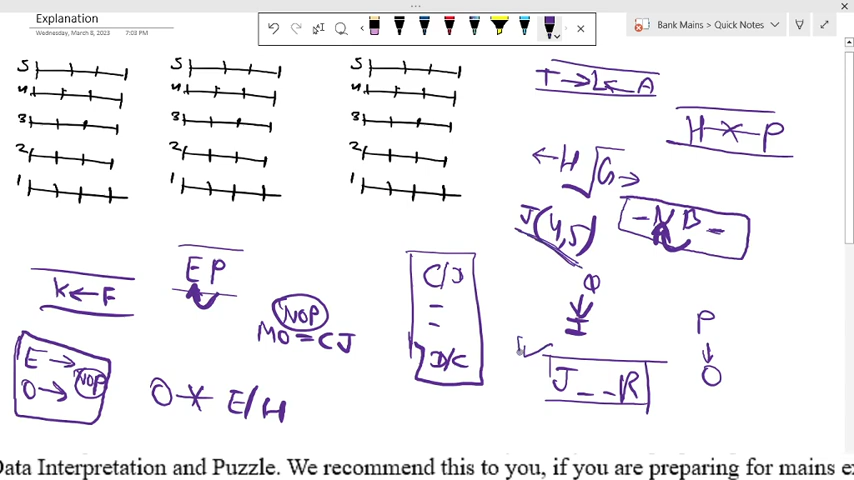 Explanation
Wednesday, March 8, 2023 7:03 PM
Bank Mains > Quick Notes
5 5 5
4 4 4
3 3 3
2 2 2
1 1 1
T → L ← A
H P
← H G →
J(4,5)
- N B -
K ← F
E P
NOP
MO = CJ
C/J
=
D/C
E →
O → NOP
O E/H
Q
↓
I
P
↓
O
J _ _ R
Data Interpretation and Puzzle. We recommend this to you, if you are preparing for mains ex